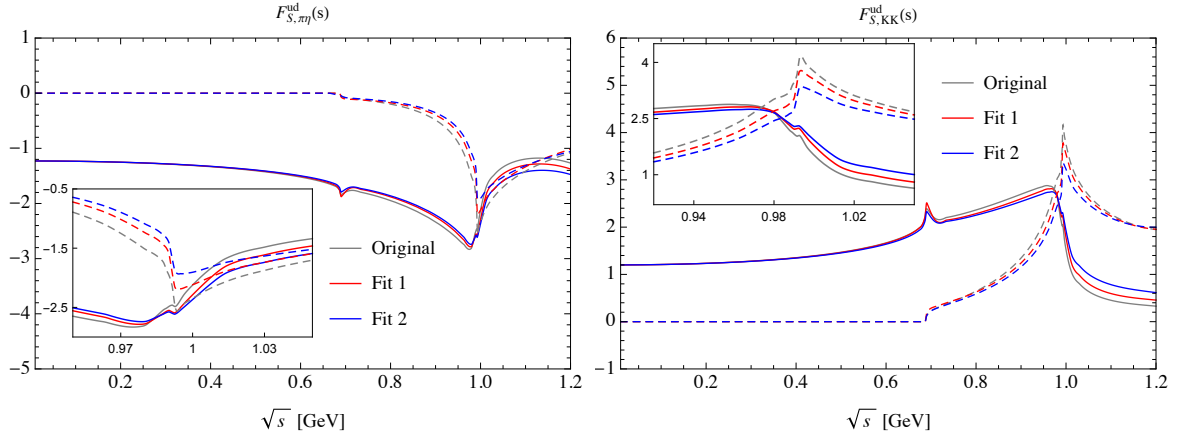 F^{ud}_{S,πη}(s)
1
0
-1
-2
-3
-4
-5
0.2 0.4 0.6 0.8 1.0 1.2
√s [GeV]
-0.5
-1.5
-2.5
0.97 1 1.03
Original
Fit 1
Fit 2
F^{ud}_{S,KK}(s)
6
5
4
3
2
1
0
-1
0.2 0.4 0.6 0.8 1.0 1.2
√s [GeV]
4
2.5
1
0.94 0.98 1.02
Original
Fit 1
Fit 2